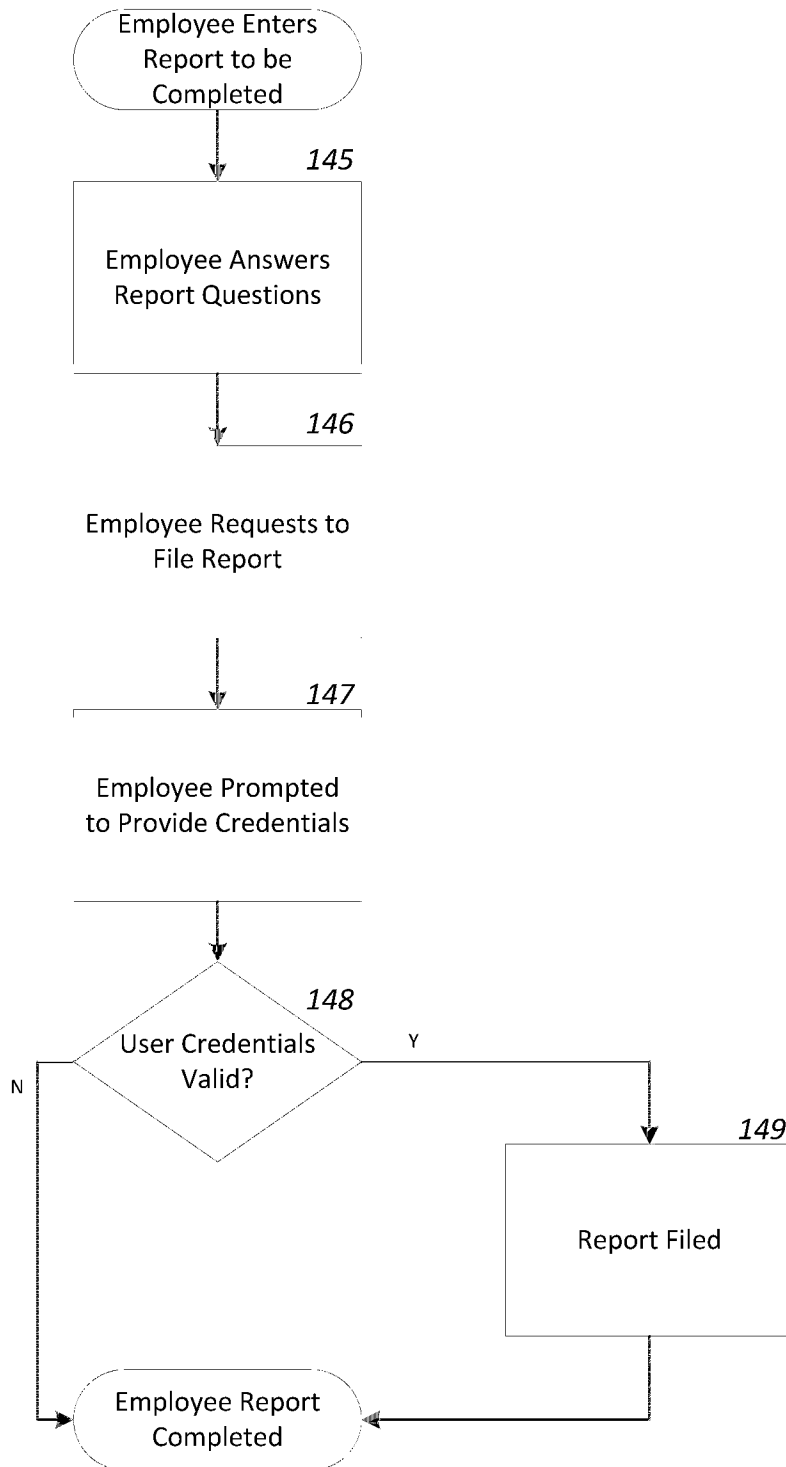 Employee Enters
Report to be
Completed
145
Employee Answers
Report Questions
146
Employee Requests to
File Report
147
Employee Prompted
to Provide Credentials
148
User Credentials
Valid?
Y
N
149
Report Filed
Employee Report
Completed